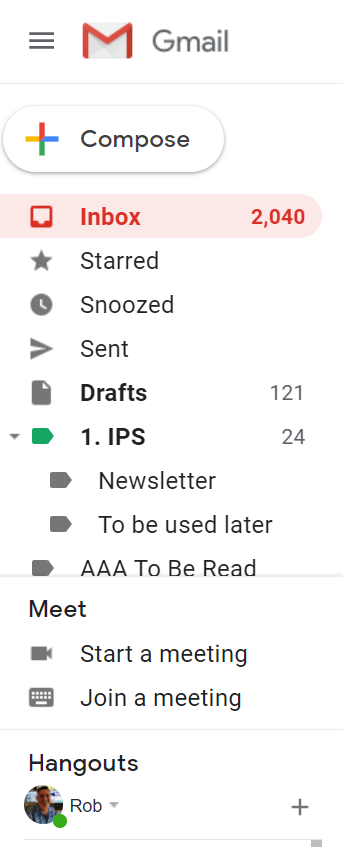 Gmail
Compose
Inbox 2,040
Starred
Snoozed
Sent
Drafts 121
1. IPS 24
Newsletter
To be used later
AAA To Be Read
Meet
Start a meeting
Join a meeting
Hangouts
Rob